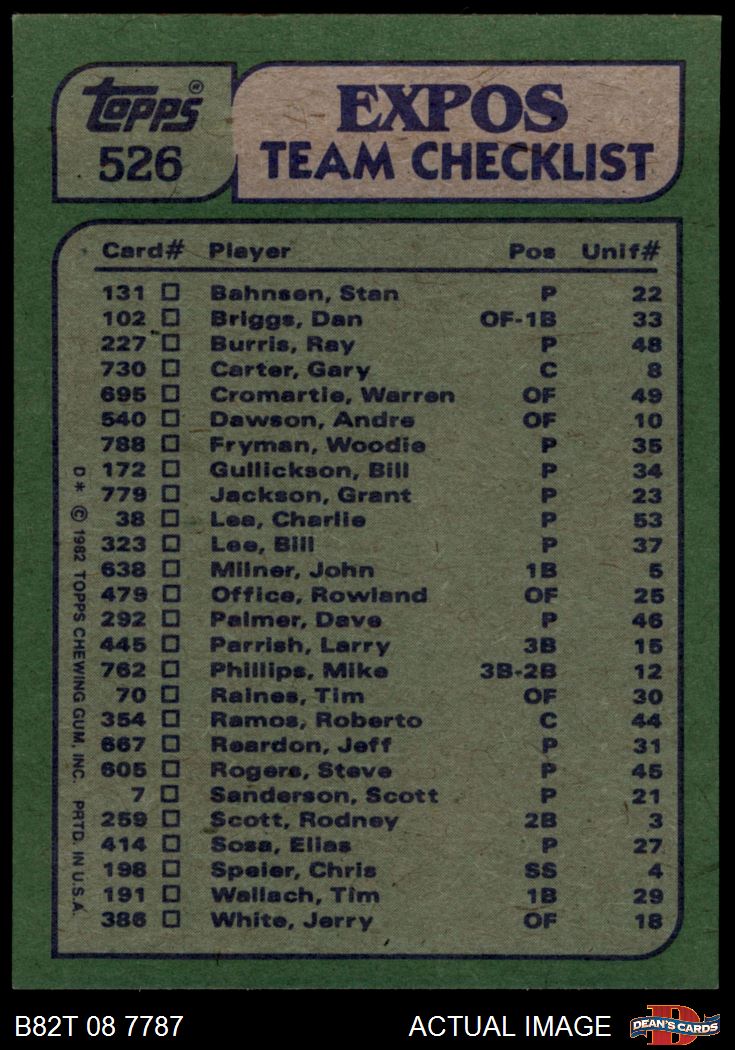 Topps®
526
EXPOS
TEAM CHECKLIST
Card# Player Pos Unif#
131 Bahnsen, Stan P 22
102 Briggs, Dan OF-1B 33
227 Burris, Ray P 48
730 Carter, Gary C 8
695 Cromartie, Warren OF 49
540 Dawson, Andre OF 10
788 Fryman, Woodie P 35
172 Gullickson, Bill P 34
779 Jackson, Grant P 23
38 Lea, Charlie P 53
323 Lee, Bill P 37
638 Milner, John 1B 5
479 Office, Rowland OF 25
292 Palmer, Dave P 46
445 Parrish, Larry 3B 15
762 Phillips, Mike 3B-2B 12
70 Raines, Tim OF 30
354 Ramos, Roberto C 44
667 Reardon, Jeff P 31
605 Rogers, Steve P 45
7 Sanderson, Scott P 21
259 Scott, Rodney 2B 3
414 Sosa, Elias P 27
198 Speier, Chris SS 4
191 Wallach, Tim 1B 29
386 White, Jerry OF 18
D* © 1982 TOPPS CHEWING GUM, INC. PRTD. IN U.S.A.
B82T 08 7787 ACTUAL IMAGE
D
DEAN'S CARDS